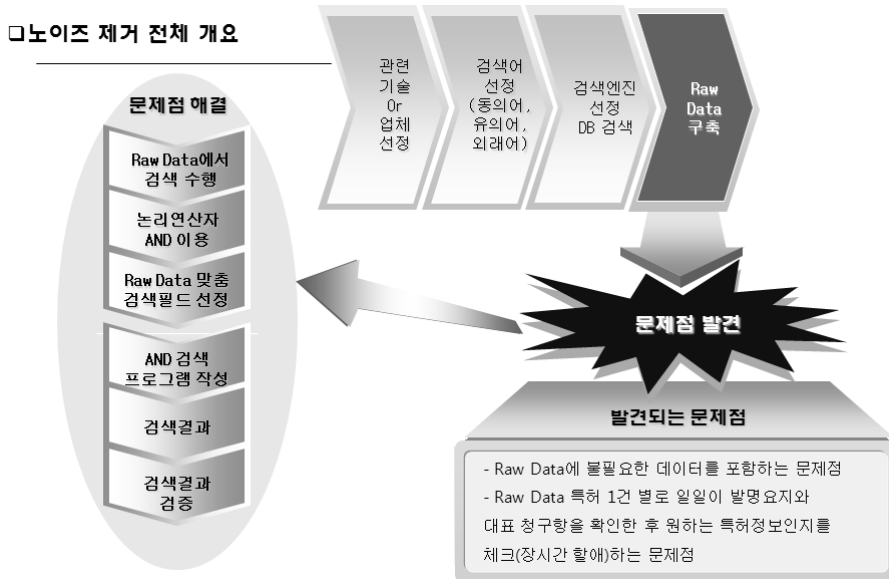 □노이즈 제거 전체 개요
관련
기술
Or
업체
선정
검색어
선정
(동의어,
유의어,
외래어)
검색엔진
선정
DB 검색
Raw
Data
구축
문제점 발견
발견되는 문제점
- Raw Data에 불필요한 데이터를 포함하는 문제점
- Raw Data 특허 1건 별로 일일이 발명요지와
대표 청구항을 확인한 후 원하는 특허정보인지를
체크(장시간 할애)하는 문제점
문제점 해결
Raw Data에서
검색 수행
논리연산자
AND 이용
Raw Data 맞춤
검색필드 선정
AND 검색
프로그램 작성
검색결과
검색결과
검증